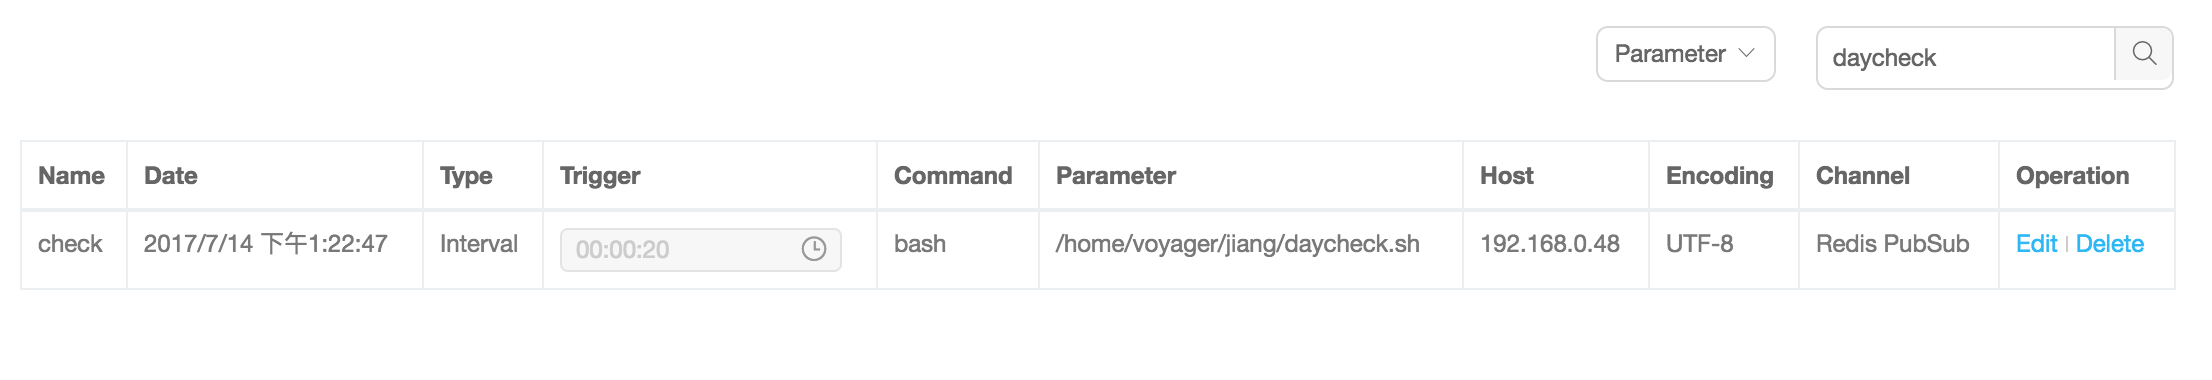 Parameter daycheck
Name Date Type Trigger Command Parameter Host Encoding Channel Operation
check 2017/7/14 下午1:22:47 Interval 00:00:20 bash /home/voyager/jiang/daycheck.sh 192.168.0.48 UTF-8 Redis PubSub Edit | Delete